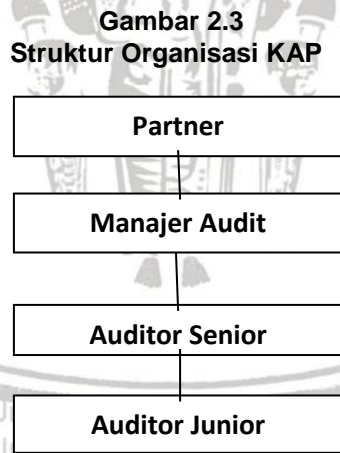 Gambar 2.3
Struktur Organisasi KAP
Partner
Manajer Audit
Auditor Senior
Auditor Junior